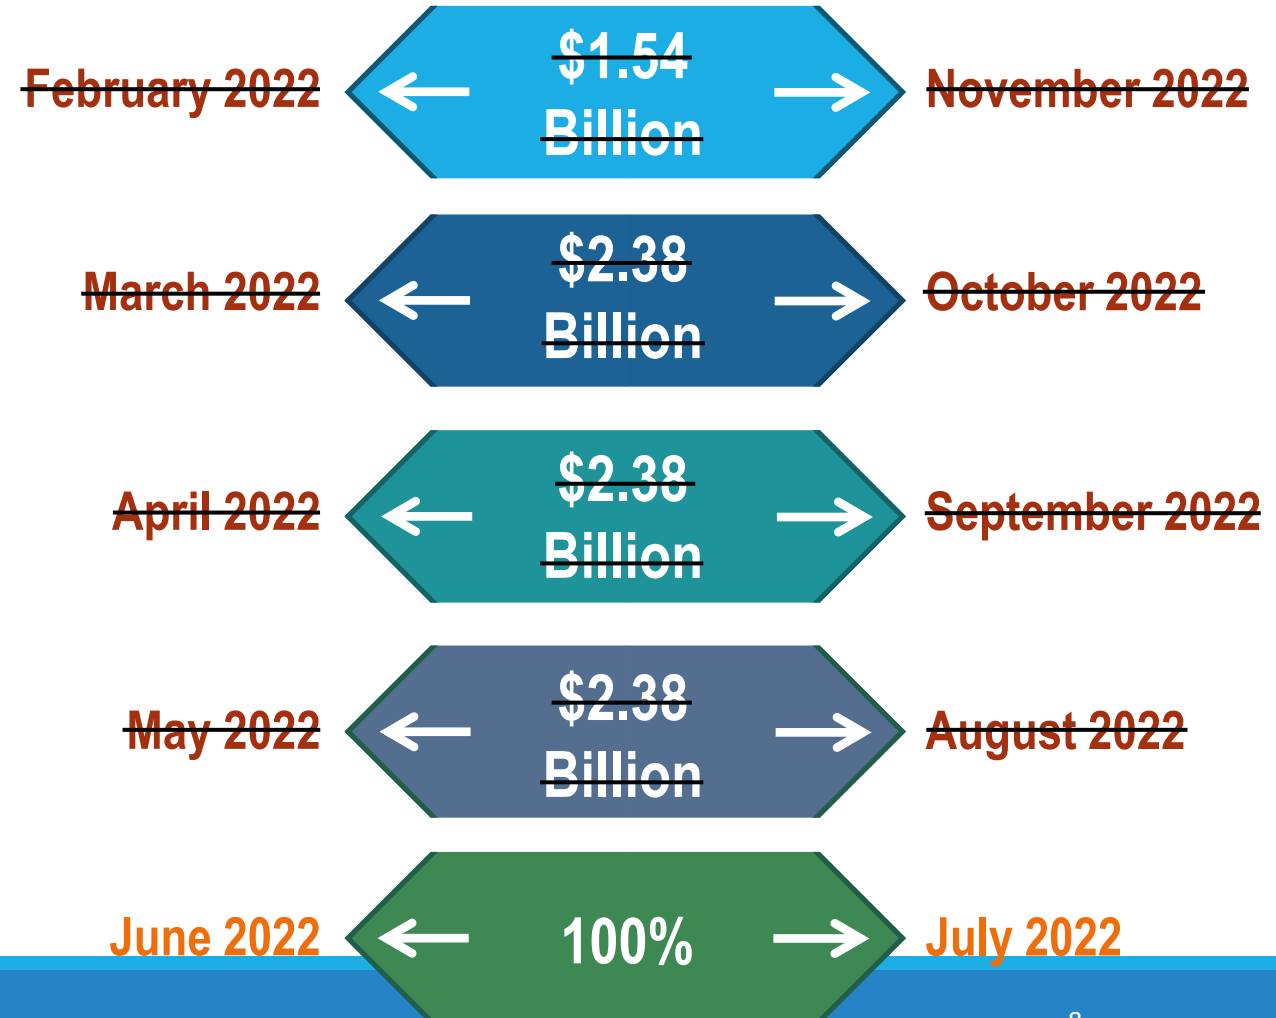 February 2022
$1.54
Billion
November 2022
March 2022
$2.38
Billion
October 2022
April 2022
$2.38
Billion
September 2022
May 2022
$2.38
Billion
August 2022
June 2022
100%
July 2022